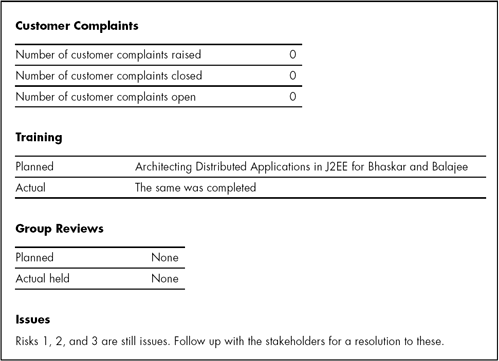 Customer Complaints
Number of customer complaints raised 0
Number of customer complaints closed 0
Number of customer complaints open 0
Training
Planned Architecting Distributed Applications in J2EE for Bhaskar and Balajee
Actual The same was completed
Group Reviews
Planned None
Actual held None
Issues
Risks 1, 2, and 3 are still issues. Follow up with the stakeholders for a resolution to these.